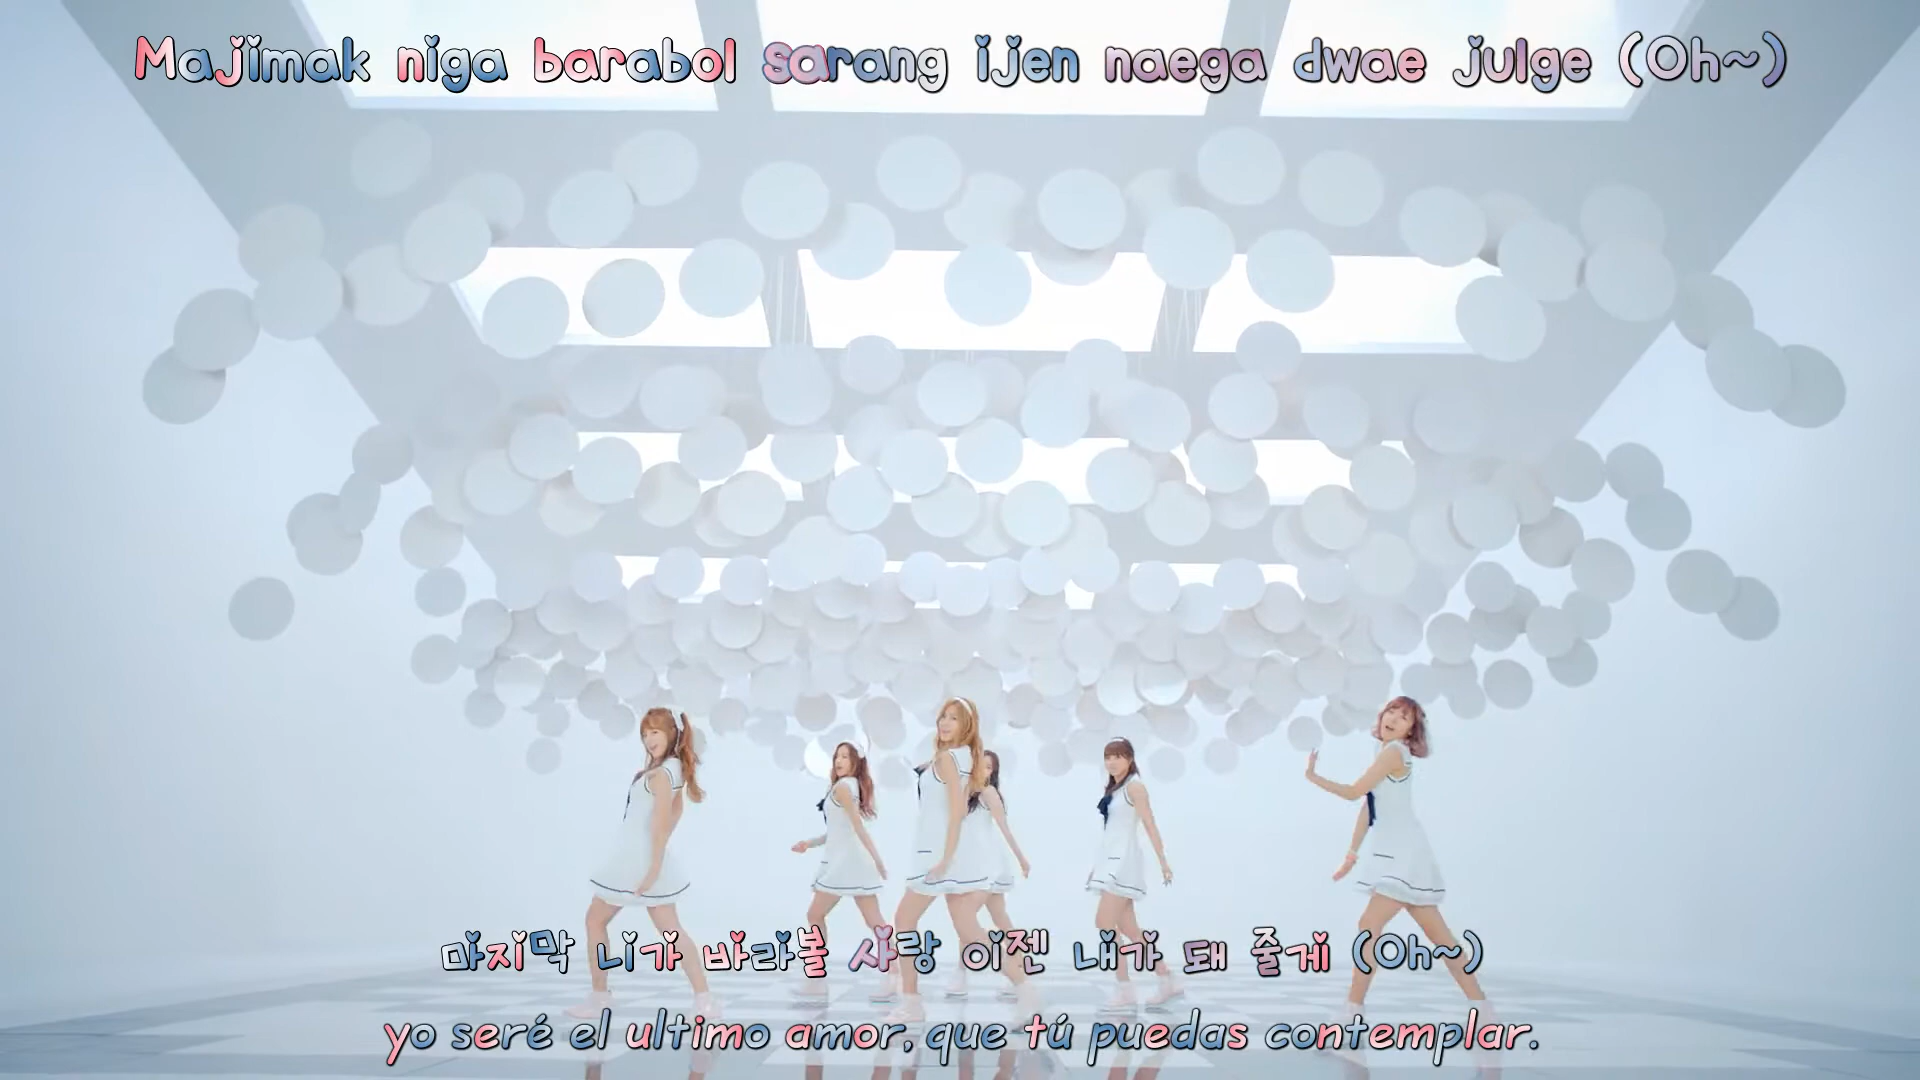 Majimak niga barabol sarang ijen naega dwae julge (Oh~)
마지막 니가 바라볼 사랑 이젠 내가 돼 줄게 (Oh~)
yo seré el ultimo amor, que tú puedas contemplar.